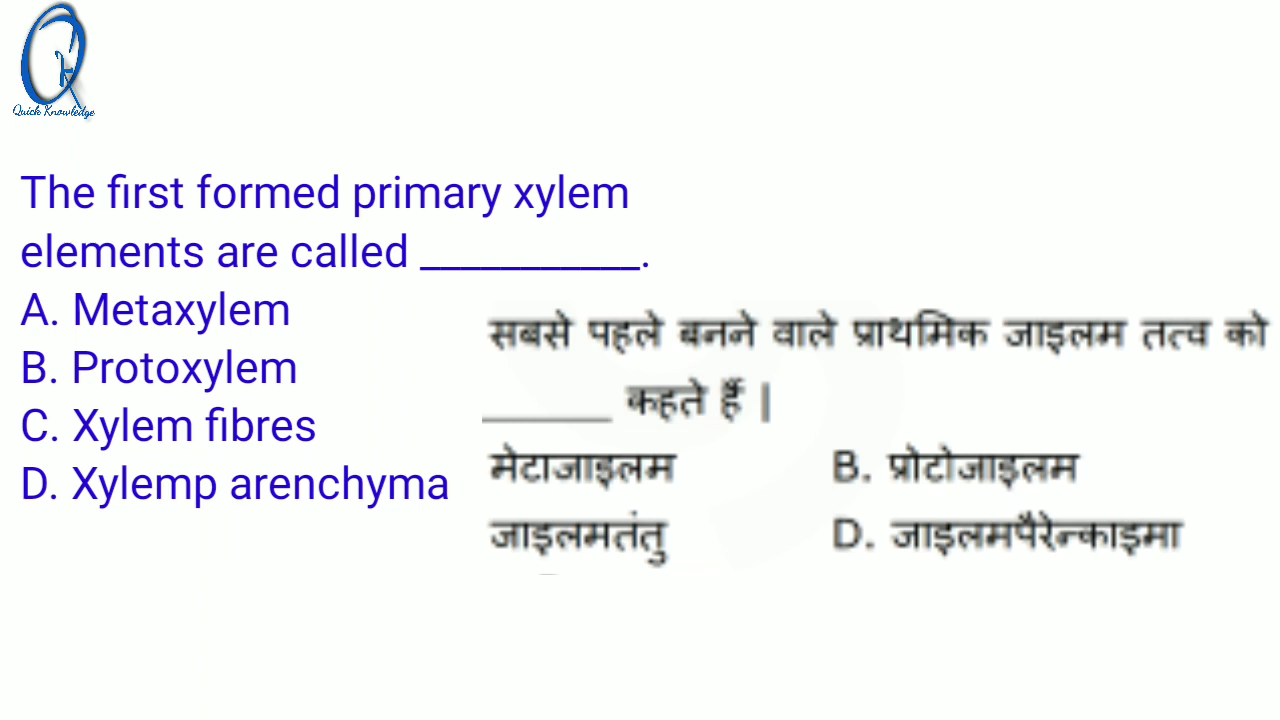 Quick Knowledge
The first formed primary xylem
elements are called ___________.
A. Metaxylem
B. Protoxylem
C. Xylem fibres
D. Xylemp arenchyma
सबसे पहले बनने वाले प्राथमिक जाइलम तत्व को
_______ कहते हैं |
मेटाजाइलम B. प्रोटोजाइलम
जाइलमतंतु D. जाइलमपैरेन्काइमा